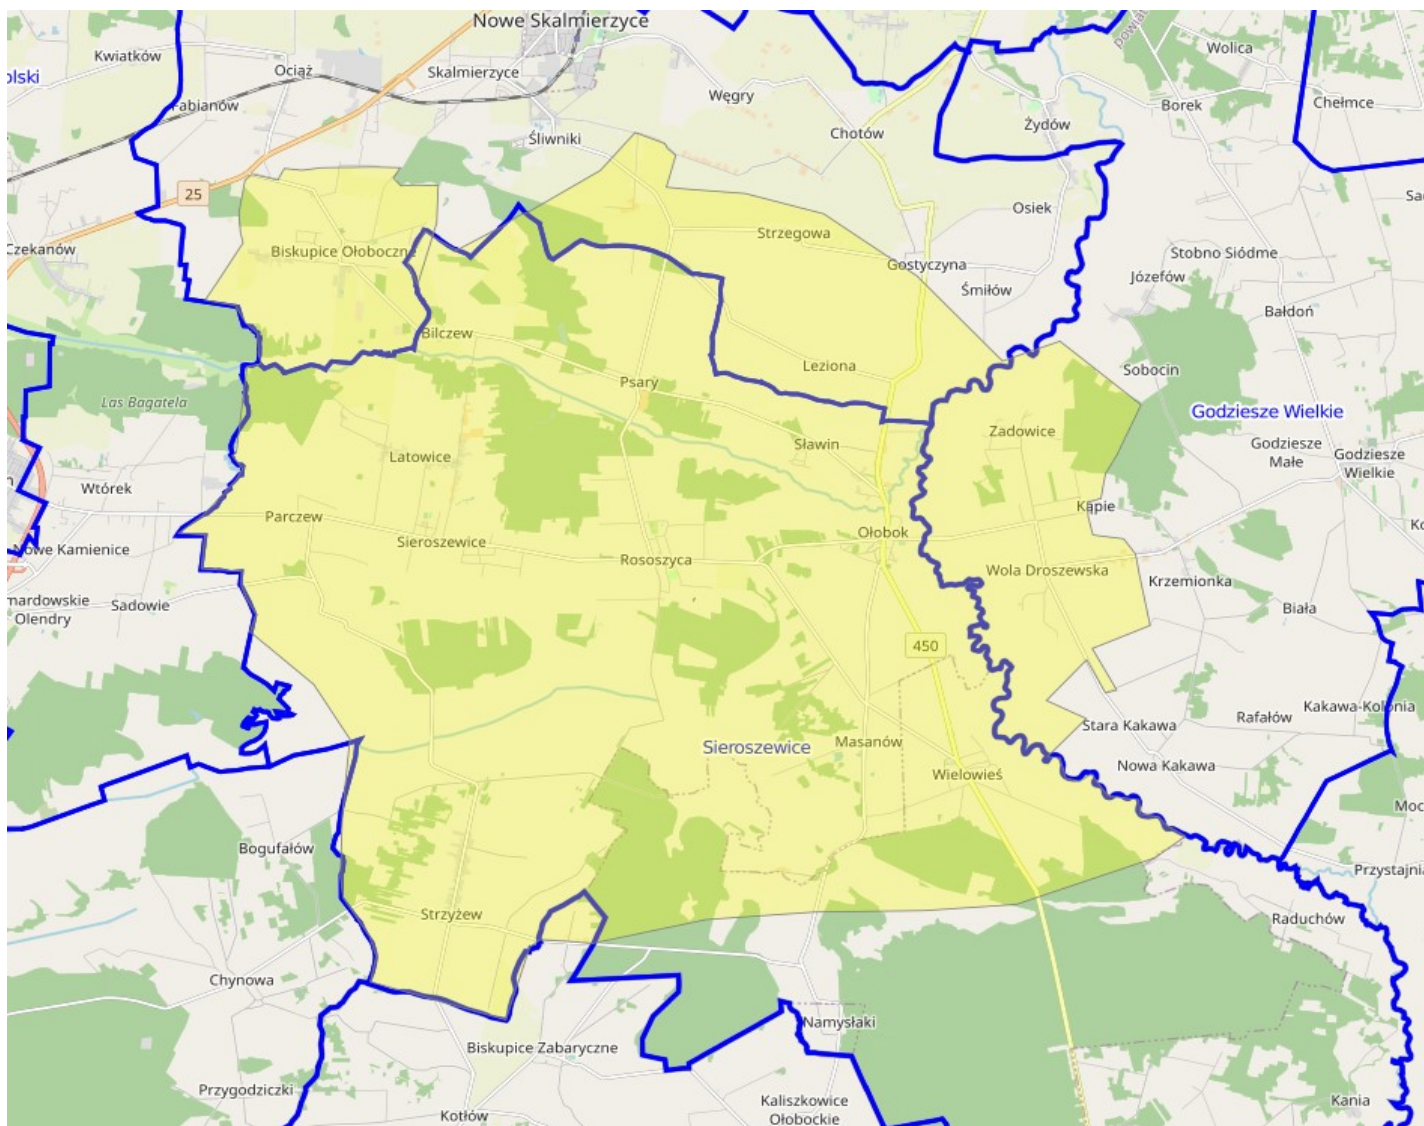 Nowe Skalmierzyce
Kwiatków
Wolica
olski
Ociąż
Skalmierzyce
Węgry
Fabianów
Borek
Chełmce
Śliwniki
Chotów
Żydów
25
Osiek
Czekanów
Biskupice Ołoboczne
Strzegowa
Gostyczyna
Stobno Siódme
Józefów
Śmiłów
Bałdoń
Bilczew
Leziona
Sobocin
Psary
Las Bagatela
Godziesze Wielkie
Zadowice
Sławin
Godziesze
Małe
Godziesze
Wielkie
Latowice
Wtórek
Parczew
Kąpie
Sieroszewice
Ołobok
Nowe Kamienice
Rososzyca
Wola Droszewska
Krzemionka
mardowskie
Olendry
Sadowie
Biała
450
Kakawa-Kolonia
Rafałów
Stara Kakawa
Sieroszewice
Masanów
Nowa Kakawa
Wielowieś
Moc
Bogufałów
Przystajnia
Strzyżew
Raduchów
Chynowa
Namysłaki
Biskupice Zabaryczne
Przygodziczki
Kotłów
Kaliszkowice
Ołobockie
Kania